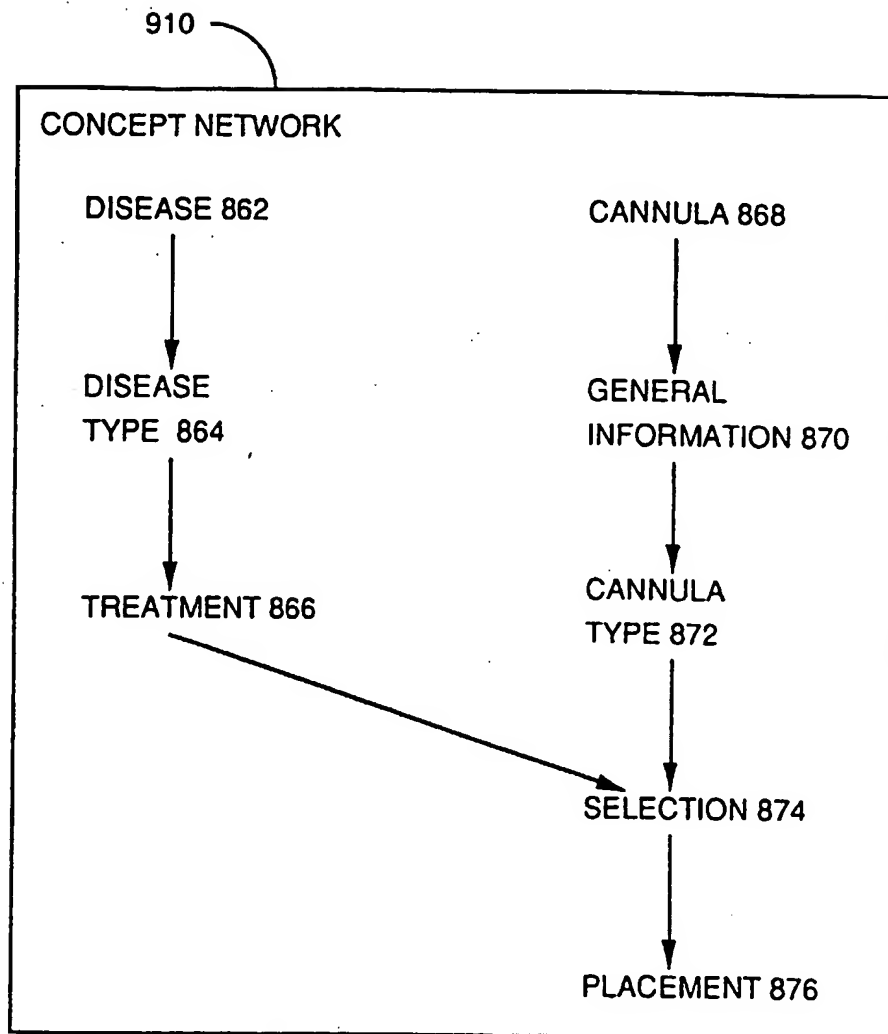 910
CONCEPT NETWORK
DISEASE 862
CANNULA 868
DISEASE
TYPE 864
GENERAL
INFORMATION 870
TREATMENT 866
CANNULA
TYPE 872
SELECTION 874
PLACEMENT 876